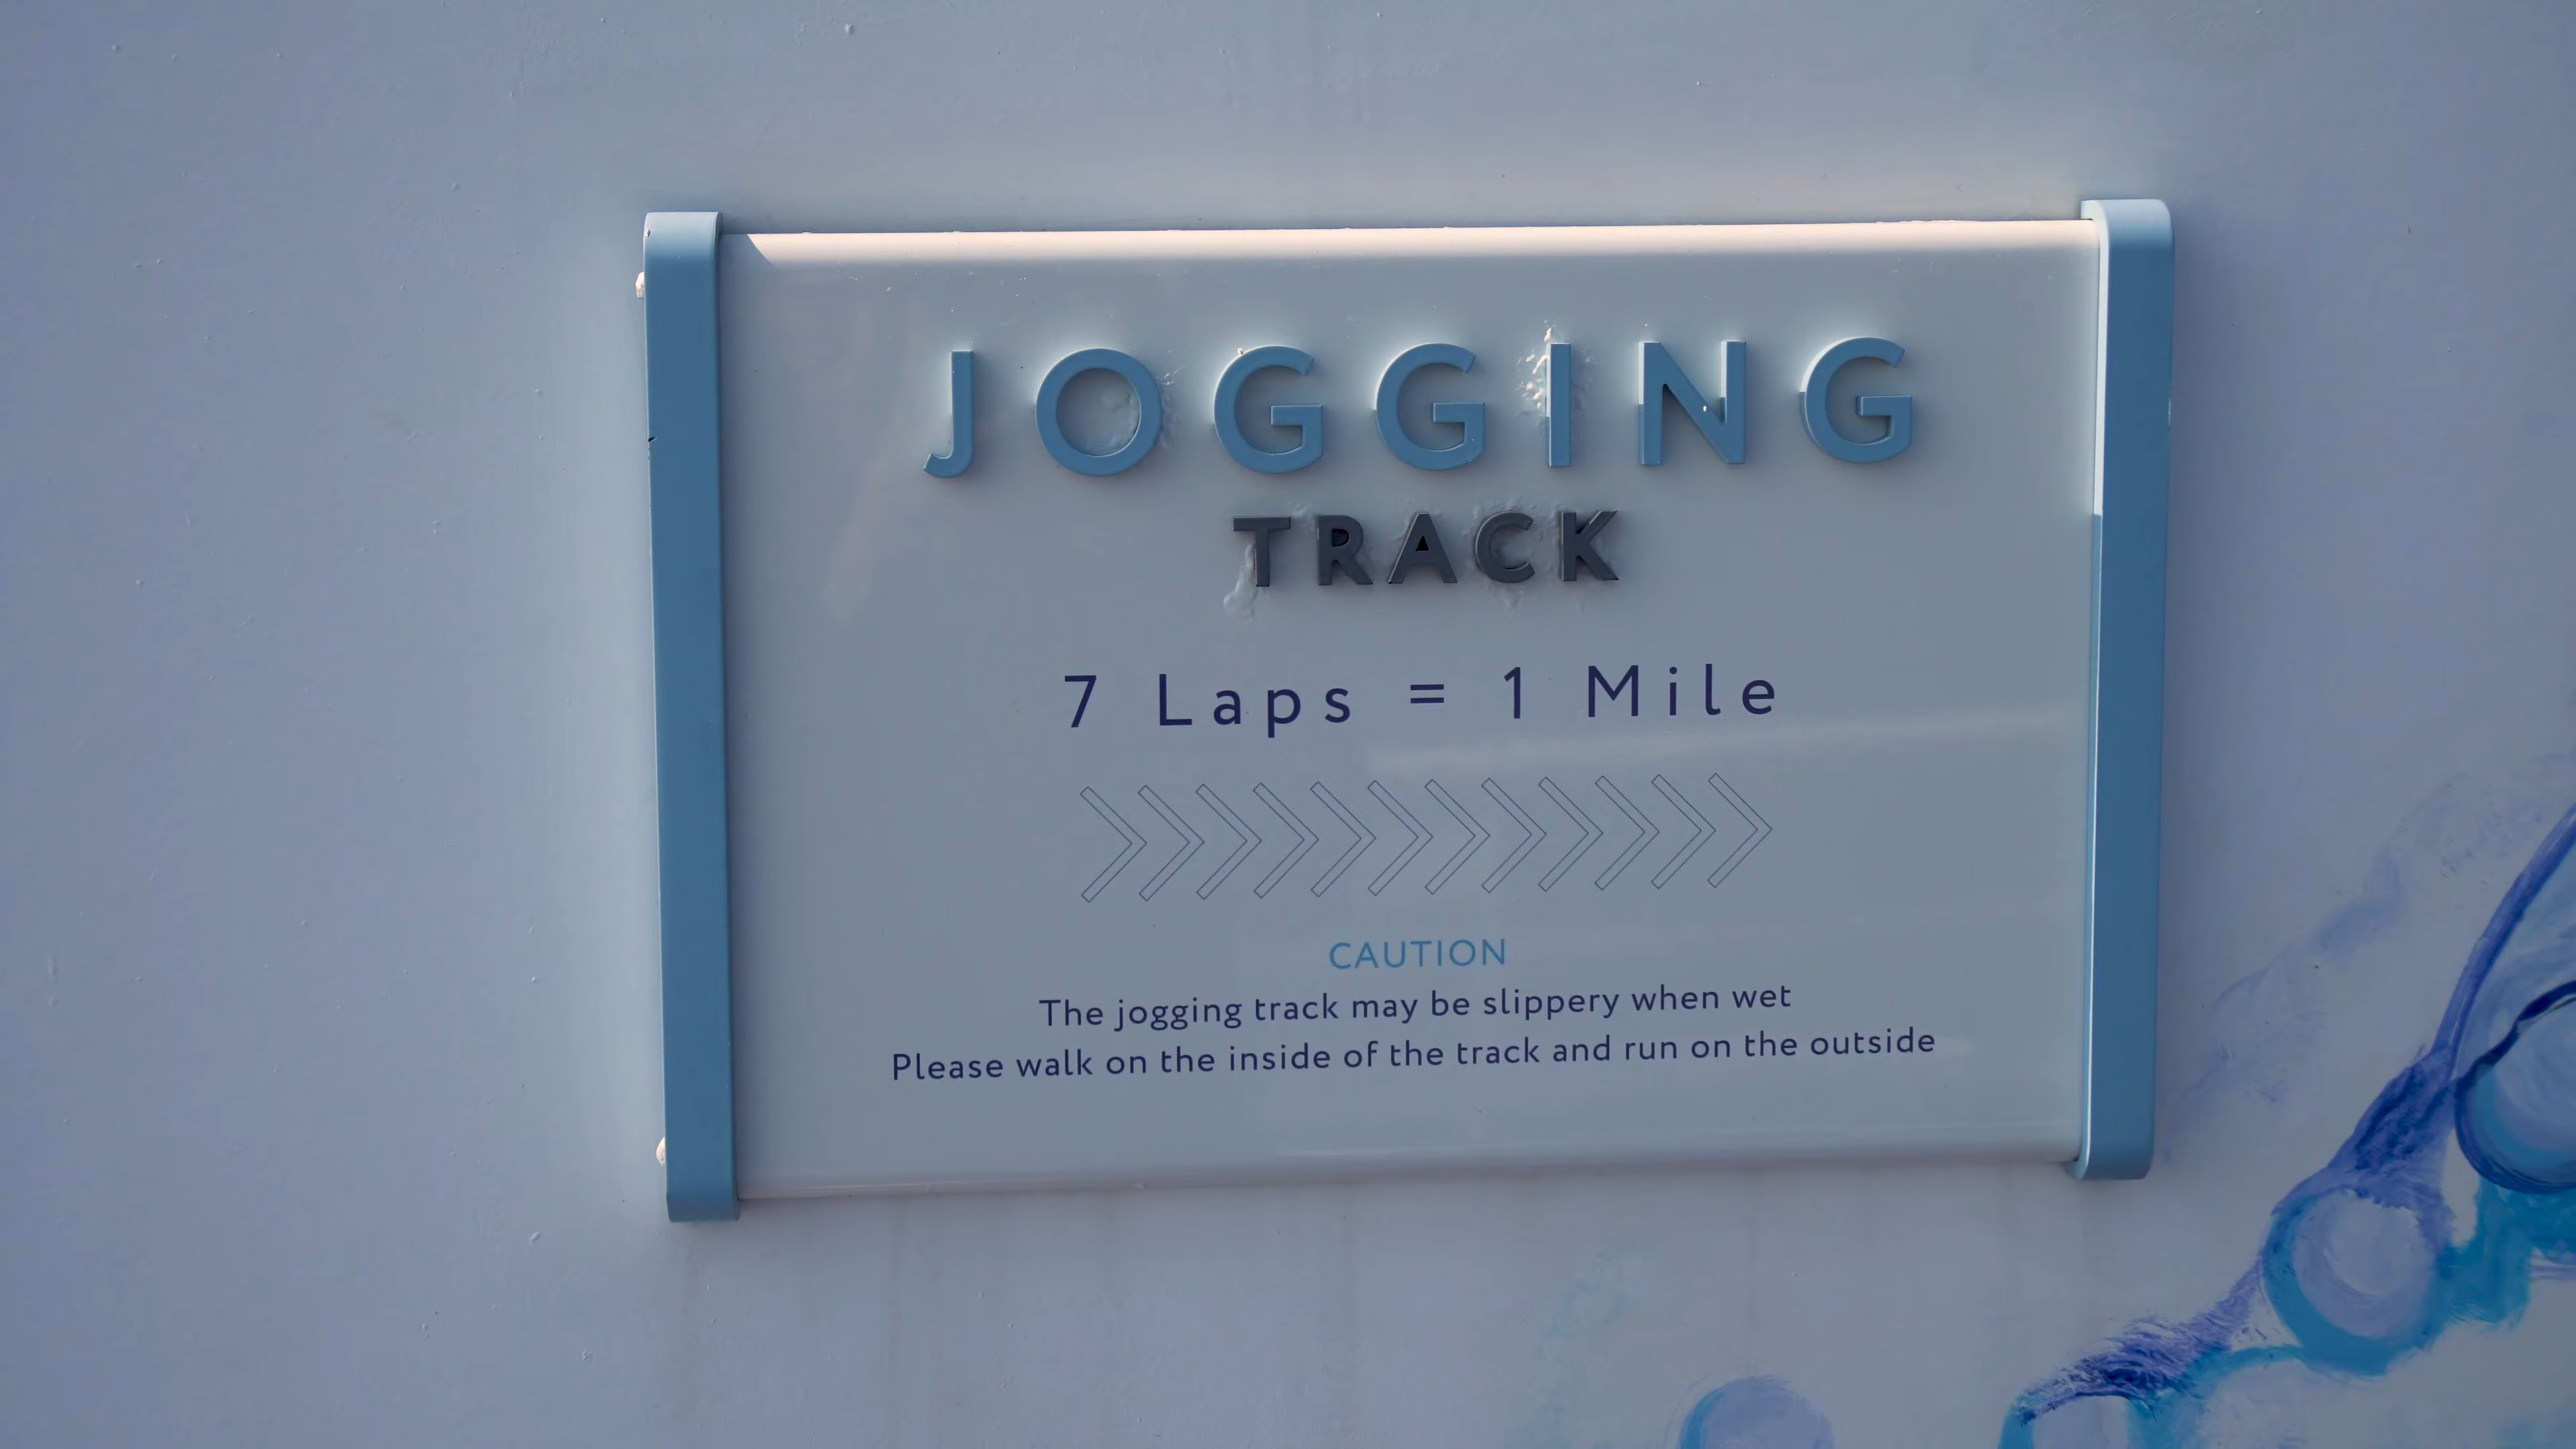 JOGGING
TRACK
7 Laps = 1 Mile
CAUTION
The jogging track may be slippery when wet
Please walk on the inside of the track and run on the outside